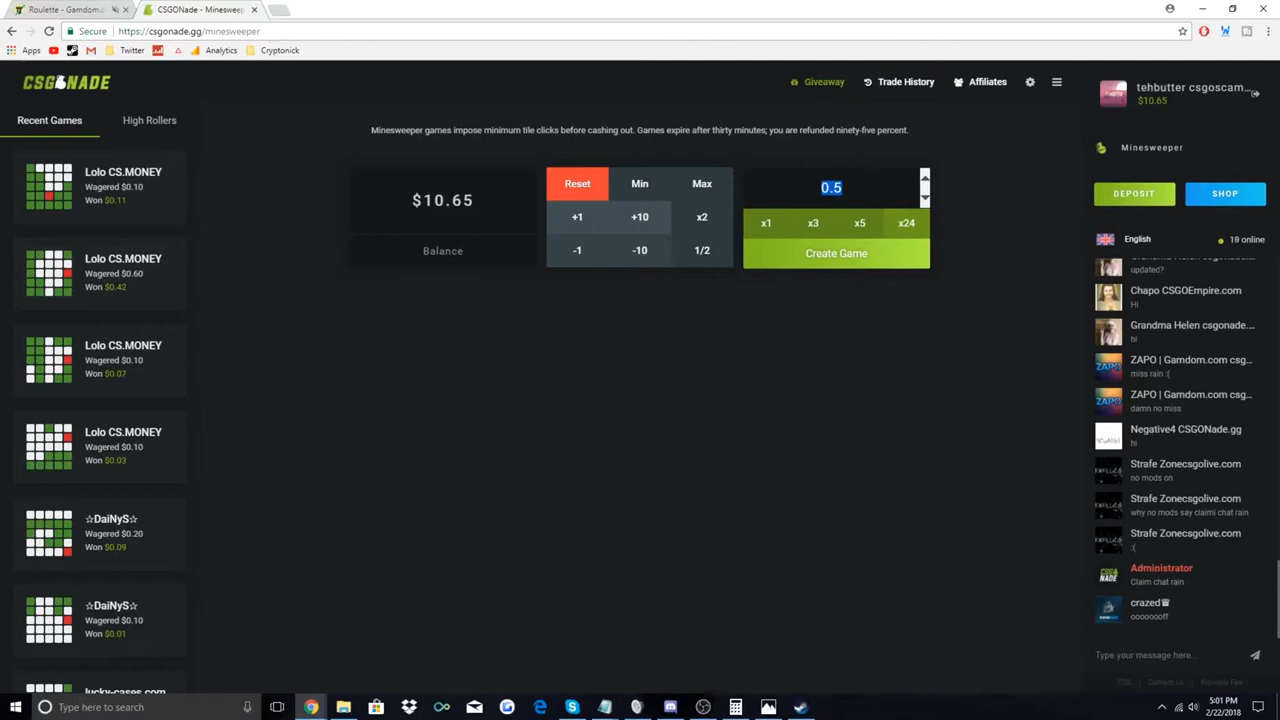 Roulette - Gamdom.c
CSGONade - Minesweep
Secure
https://csgonade.gg/minesweeper
Apps
Twitter
Analytics
Cryptonick
CSGONADE
Giveaway
Trade History
Affiliates
tehbutter csgoscam...
$10.65
Recent Games
High Rollers
Minesweeper games impose minimum tile clicks before cashing out. Games expire after thirty minutes; you are refunded ninety-five percent.
Minesweeper
Lolo CS.MONEY
Wagered $0.10
Won $0.11
$10.65
Balance
Reset
Min
Max
+1
+10
x2
-1
-10
1/2
0.5
x1
x3
x5
x24
Create Game
DEPOSIT
SHOP
English
19 online
Lolo CS.MONEY
Wagered $0.60
Won $0.42
Lolo CS.MONEY
Wagered $0.10
Won $0.07
Lolo CS.MONEY
Wagered $0.10
Won $0.03
☆DaiNyS☆
Wagered $0.20
Won $0.09
☆DaiNyS☆
Wagered $0.10
Won $0.01
lucky-cases.com
updated?
Chapo CSGOEmpire.com
Hi
Grandma Helen csgonade....
hi
ZAPO | Gamdom.com csg...
miss rain :(
ZAPO | Gamdom.com csg...
damn no miss
Negative4 CSGONade.gg
hi
Strafe Zonecsgolive.com
no mods on
Strafe Zonecsgolive.com
why no mods say claimi chat rain
Strafe Zonecsgolive.com
:(
Administrator
Claim chat rain
crazed♛
oooooooff
Type your message here...
Contact Us
Provably Fair
Type here to search
5:01 PM
2/22/2018